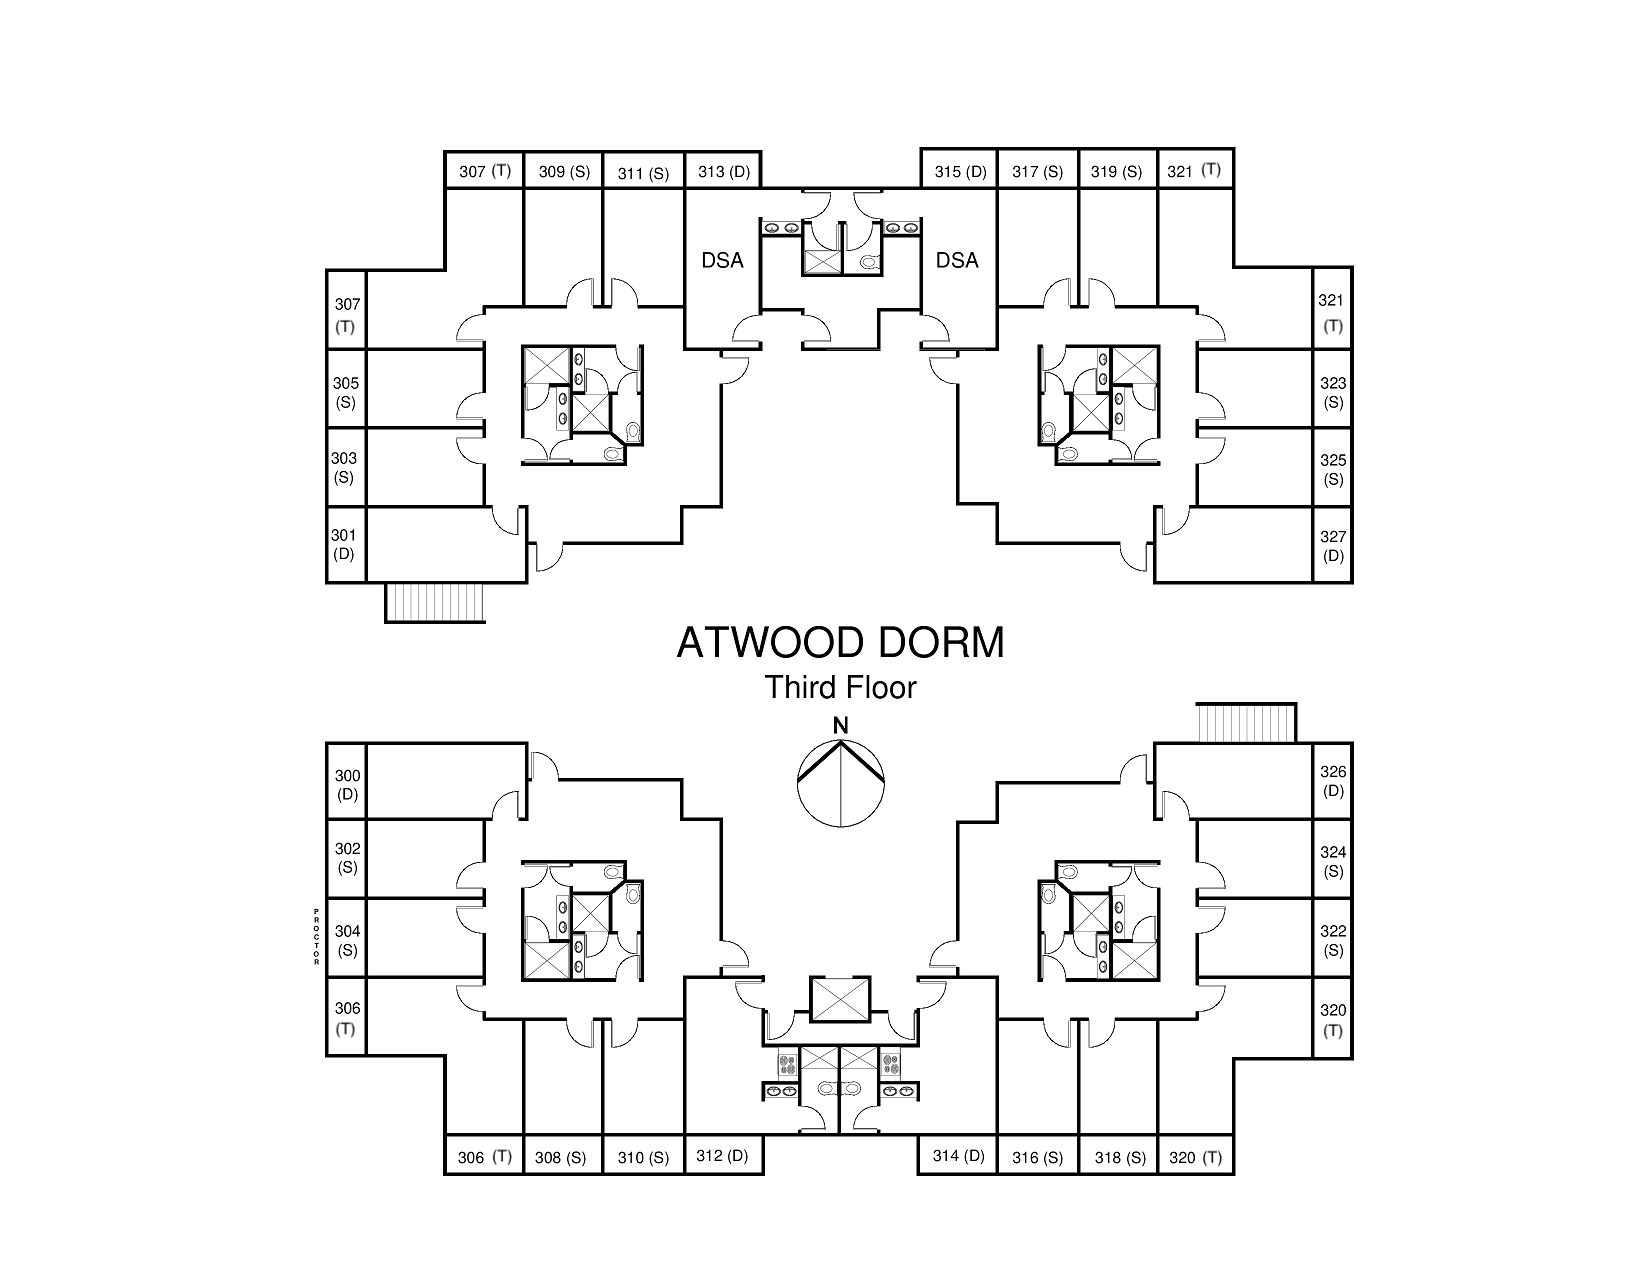 307 (T)
309 (S)
311 (S)
313 (D)
315 (D)
317 (S)
319 (S)
321 (T)
DSA
DSA
307
(T)
321
(T)
305
(S)
323
(S)
303
(S)
325
(S)
301
(D)
327
(D)
ATWOOD DORM
Third Floor
N
300
(D)
326
(D)
302
(S)
324
(S)
PROCTOR
304
(S)
322
(S)
306
(T)
320
(T)
306 (T)
308 (S)
310 (S)
312 (D)
314 (D)
316 (S)
318 (S)
320 (T)